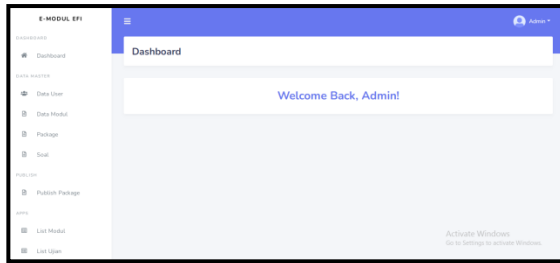 E-MODUL EFI
Admin
DASHBOARD
Dashboard
Dashboard
DATA MASTER
Welcome Back, Admin!
Data User
Data Modul
Package
Soal
PUBLISH
Publish Package
APPS
List Modul
List Ujian
Activate Windows
Go to Settings to activate Windows.